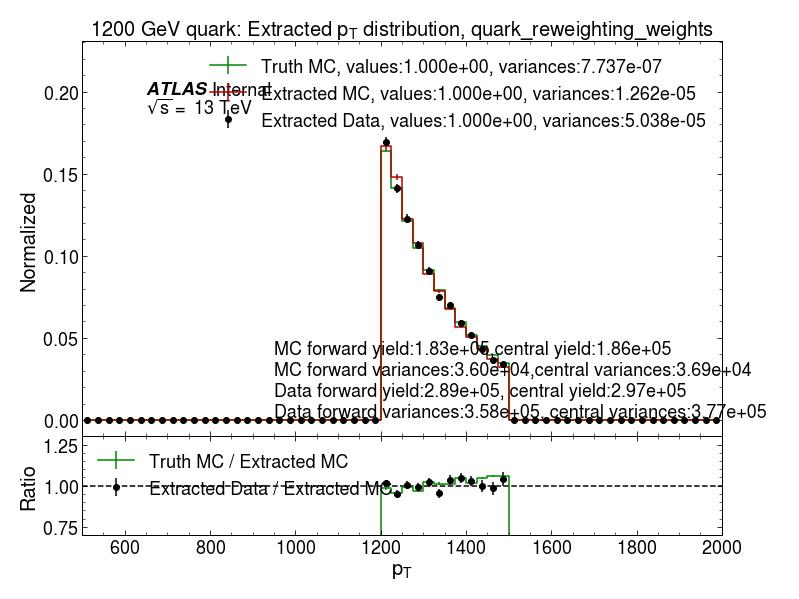 1200 GeV quark: Extracted pT distribution, quark_reweighting_weights
Truth MC, values:1.000e+00, variances:7.737e-07
ATLAS Internal
Extracted MC, values:1.000e+00, variances:1.262e-05
√s = 13 TeV
Extracted Data, values:1.000e+00, variances:5.038e-05
0.20
0.15
0.10
0.05
0.00
Normalized
MC forward yield:1.83e+05,central yield:1.86e+05
MC forward variances:3.60e+04,central variances:3.69e+04
Data forward yield:2.89e+05, central yield:2.97e+05
Data forward variances:3.58e+05, central variances:3.77e+05
1.25
1.00
0.75
Ratio
Truth MC / Extracted MC
Extracted Data / Extracted MC
600 800 1000 1200 1400 1600 1800 2000
pT